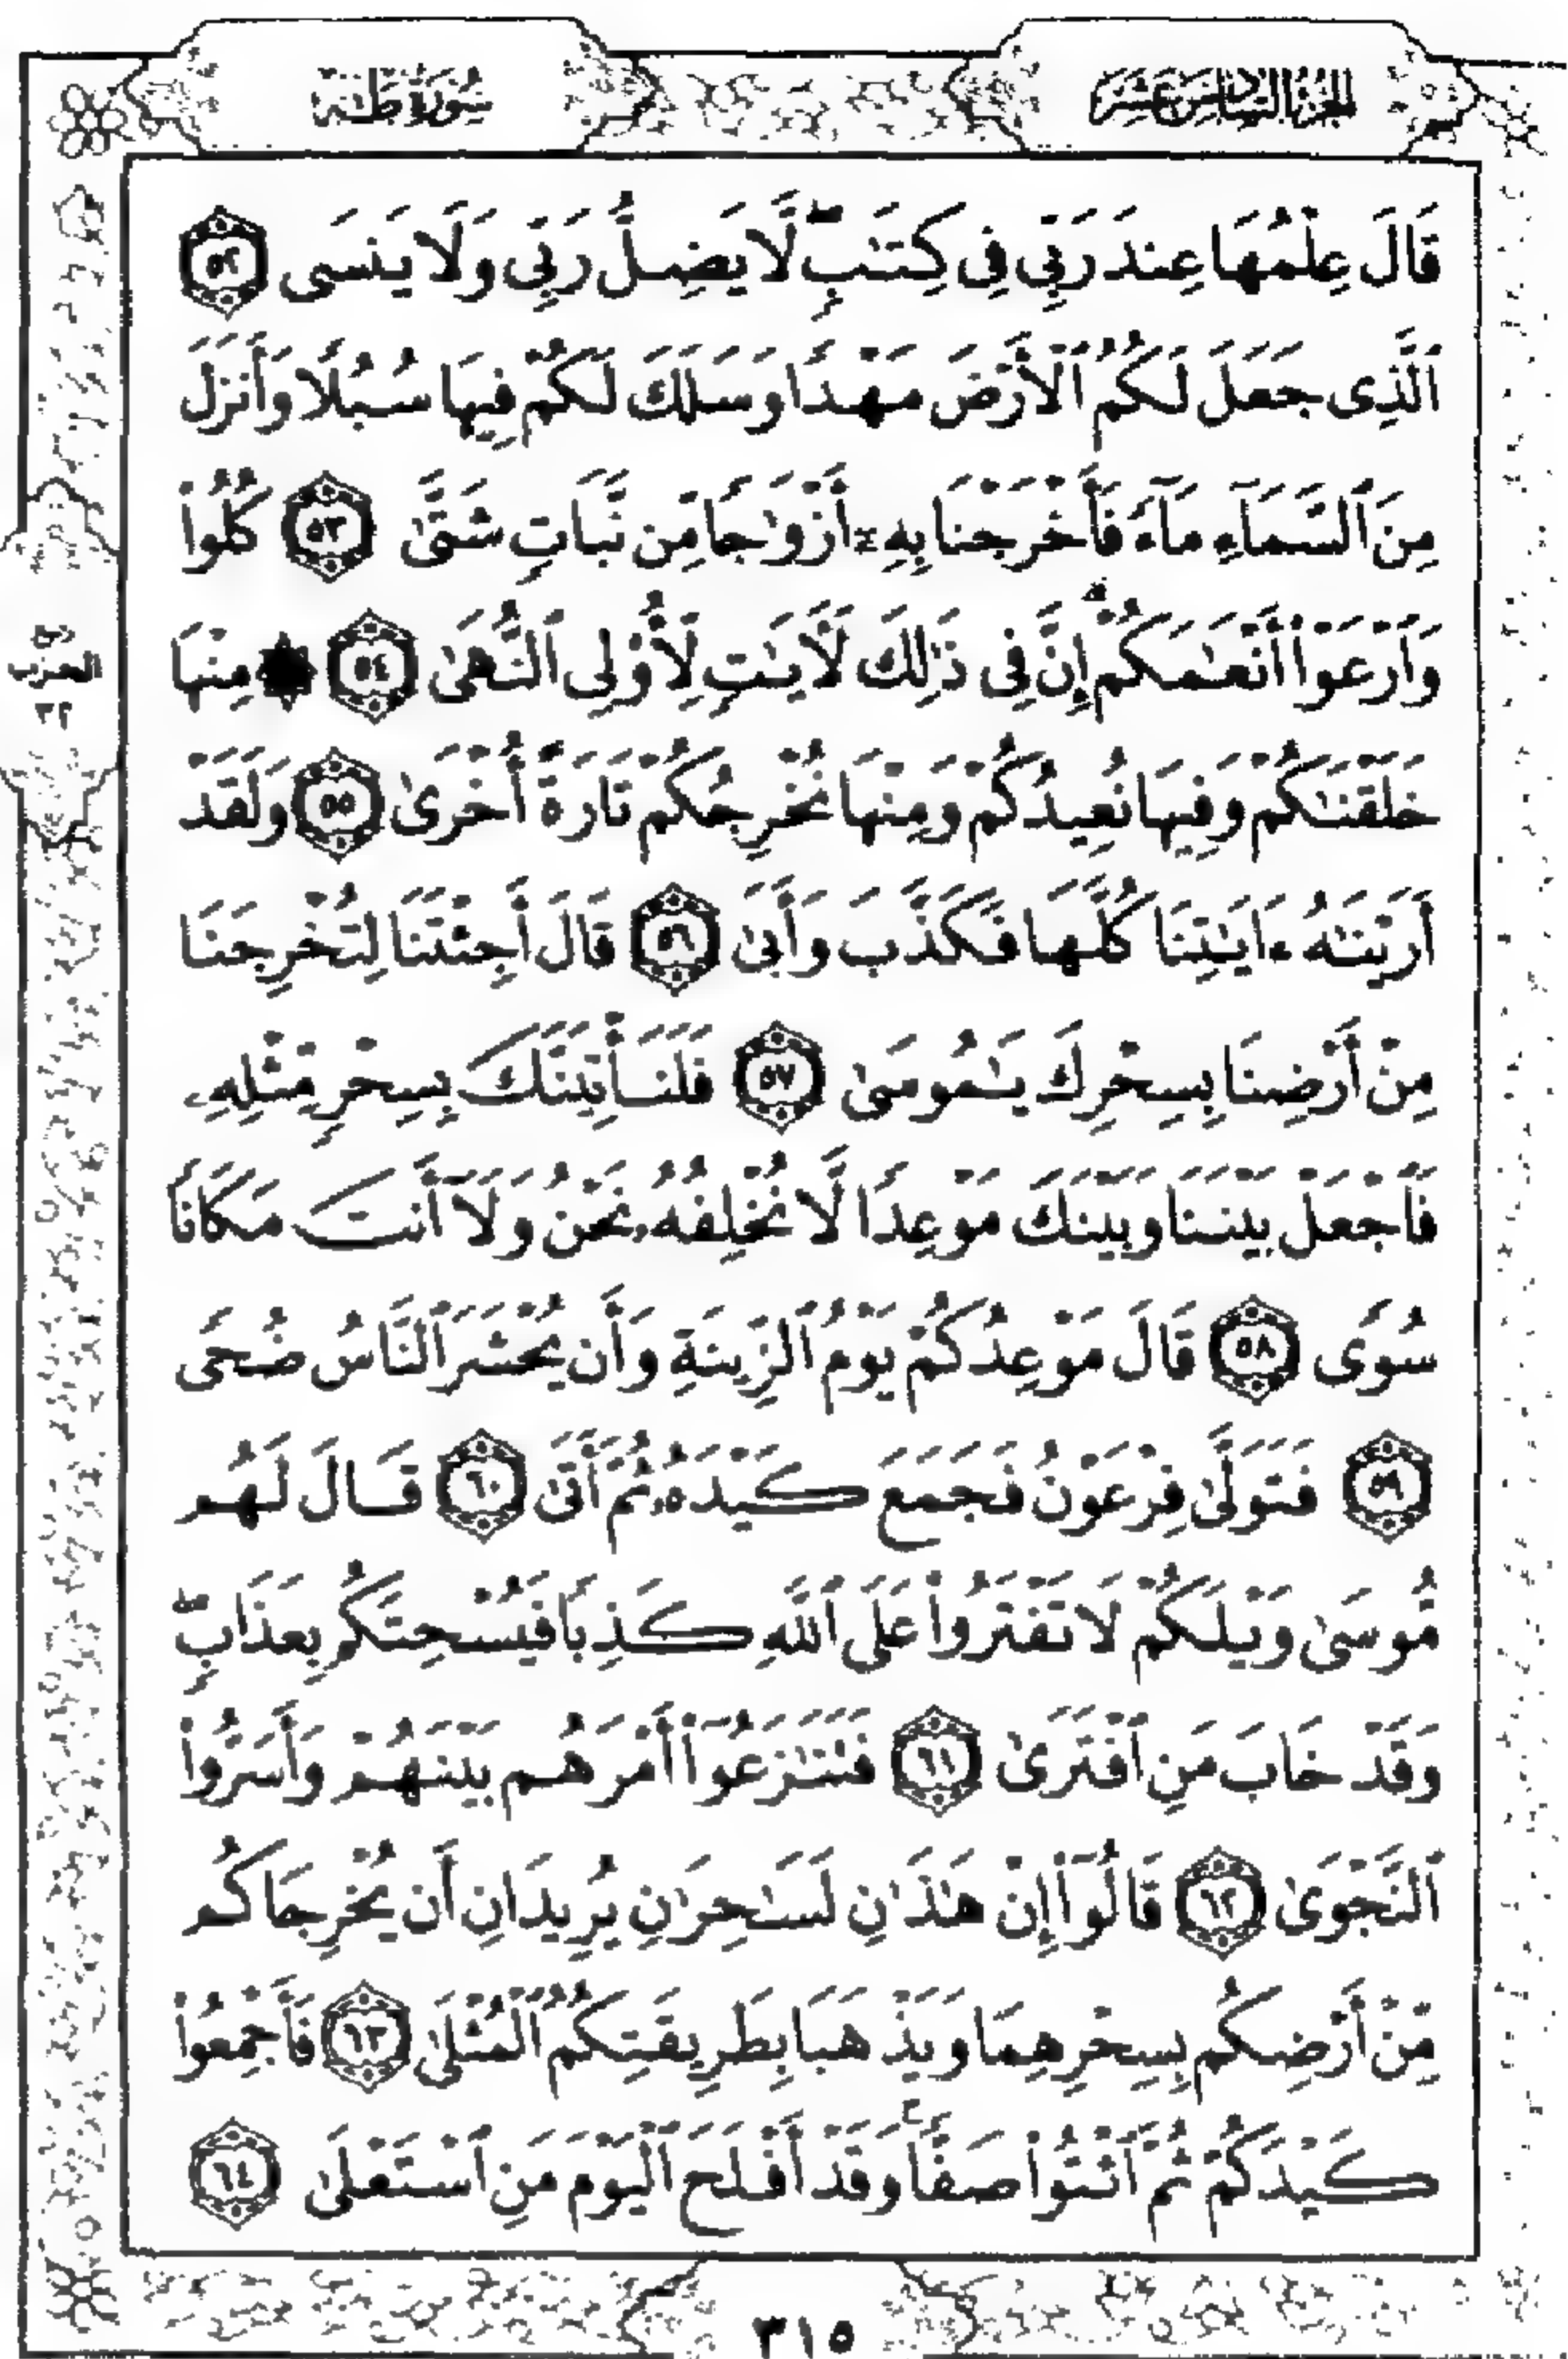 الجزء السادس عشر
سورة طه
قَالَ عِلْمُهَا عِندَ رَبِّي فِي كِتَٰبٍ ۖ لَّا يَضِلُّ رَبِّي وَلَا يَنسَى ٥٢
ٱلَّذِى جَعَلَ لَكُمُ ٱلْأَرْضَ مَهْدًا وَسَلَكَ لَكُمْ فِيهَا سُبُلًا وَأَنزَلَ
مِنَ ٱلسَّمَآءِ مَآءً فَأَخْرَجْنَا بِهِۦٓ أَزْوَٰجًا مِّن نَّبَاتٍ شَتَّىٰ ٥٣ كُلُوا۟
وَٱرْعَوْا۟ أَنْعَٰمَكُمْ ۗ إِنَّ فِى ذَٰلِكَ لَءَايَٰتٍ لِّأُو۟لِى ٱلنُّهَىٰ ٥٤ ۞ مِنْهَا
خَلَقْنَٰكُمْ وَفِيهَا نُعِيدُكُمْ وَمِنْهَا نُخْرِجُكُمْ تَارَةً أُخْرَىٰ ٥٥ وَلَقَدْ
أَرَيْنَٰهُ ءَايَٰتِنَا كُلَّهَا فَكَذَّبَ وَأَبَىٰ ٥٦ قَالَ أَجِئْتَنَا لِتُخْرِجَنَا
مِنْ أَرْضِنَا بِسِحْرِكَ يَٰمُوسَىٰ ٥٧ فَلَنَأْتِيَنَّكَ بِسِحْرٍ مِّثْلِهِۦ
فَٱجْعَلْ بَيْنَنَا وَبَيْنَكَ مَوْعِدًا لَّا نُخْلِفُهُۥ نَحْنُ وَلَآ أَنتَ مَكَانًا
سُوًى ٥٨ قَالَ مَوْعِدُكُمْ يَوْمُ ٱلزِّينَةِ وَأَن يُحْشَرَ ٱلنَّاسُ ضُحًى
٥٩ فَتَوَلَّىٰ فِرْعَوْنُ فَجَمَعَ كَيْدَهُۥ ثُمَّ أَتَىٰ ٦٠ قَالَ لَهُم
مُّوسَىٰ وَيْلَكُمْ لَا تَفْتَرُوا۟ عَلَى ٱللَّهِ كَذِبًا فَيُسْحِتَكُم بِعَذَابٍ ۖ
وَقَدْ خَابَ مَنِ ٱفْتَرَىٰ ٦١ فَتَنَٰزَعُوٓا۟ أَمْرَهُم بَيْنَهُمْ وَأَسَرُّوا۟
ٱلنَّجْوَىٰ ٦٢ قَالُوٓا۟ إِنْ هَٰذَٰنِ لَسَٰحِرَٰنِ يُرِيدَانِ أَن يُخْرِجَاكُم
مِّنْ أَرْضِكُم بِسِحْرِهِمَا وَيَذْهَبَا بِطَرِيقَتِكُمُ ٱلْمُثْلَىٰ ٦٣ فَأَجْمِعُوا۟
كَيْدَكُمْ ثُمَّ ٱئْتُوا۟ صَفًّا ۚ وَقَدْ أَفْلَحَ ٱلْيَوْمَ مَنِ ٱسْتَعْلَىٰ ٦٤
الحزب
٣٢
٣١٥